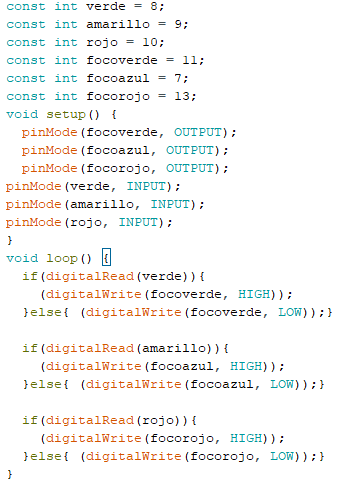 const int verde = 8;
const int amarillo = 9;
const int rojo = 10;
const int focoverde = 11;
const int focoazul = 7;
const int focorojo = 13;
void setup() {
  pinMode(focoverde, OUTPUT);
  pinMode(focoazul, OUTPUT);
  pinMode(focorojo, OUTPUT);
pinMode(verde, INPUT);
pinMode(amarillo, INPUT);
pinMode(rojo, INPUT);
}
void loop() {
  if(digitalRead(verde)){
    (digitalWrite(focoverde, HIGH));
  }else{ (digitalWrite(focoverde, LOW));}

  if(digitalRead(amarillo)){
    (digitalWrite(focoazul, HIGH));
  }else{ (digitalWrite(focoazul, LOW));}

  if(digitalRead(rojo)){
    (digitalWrite(focorojo, HIGH));
  }else{ (digitalWrite(focorojo, LOW));}
}